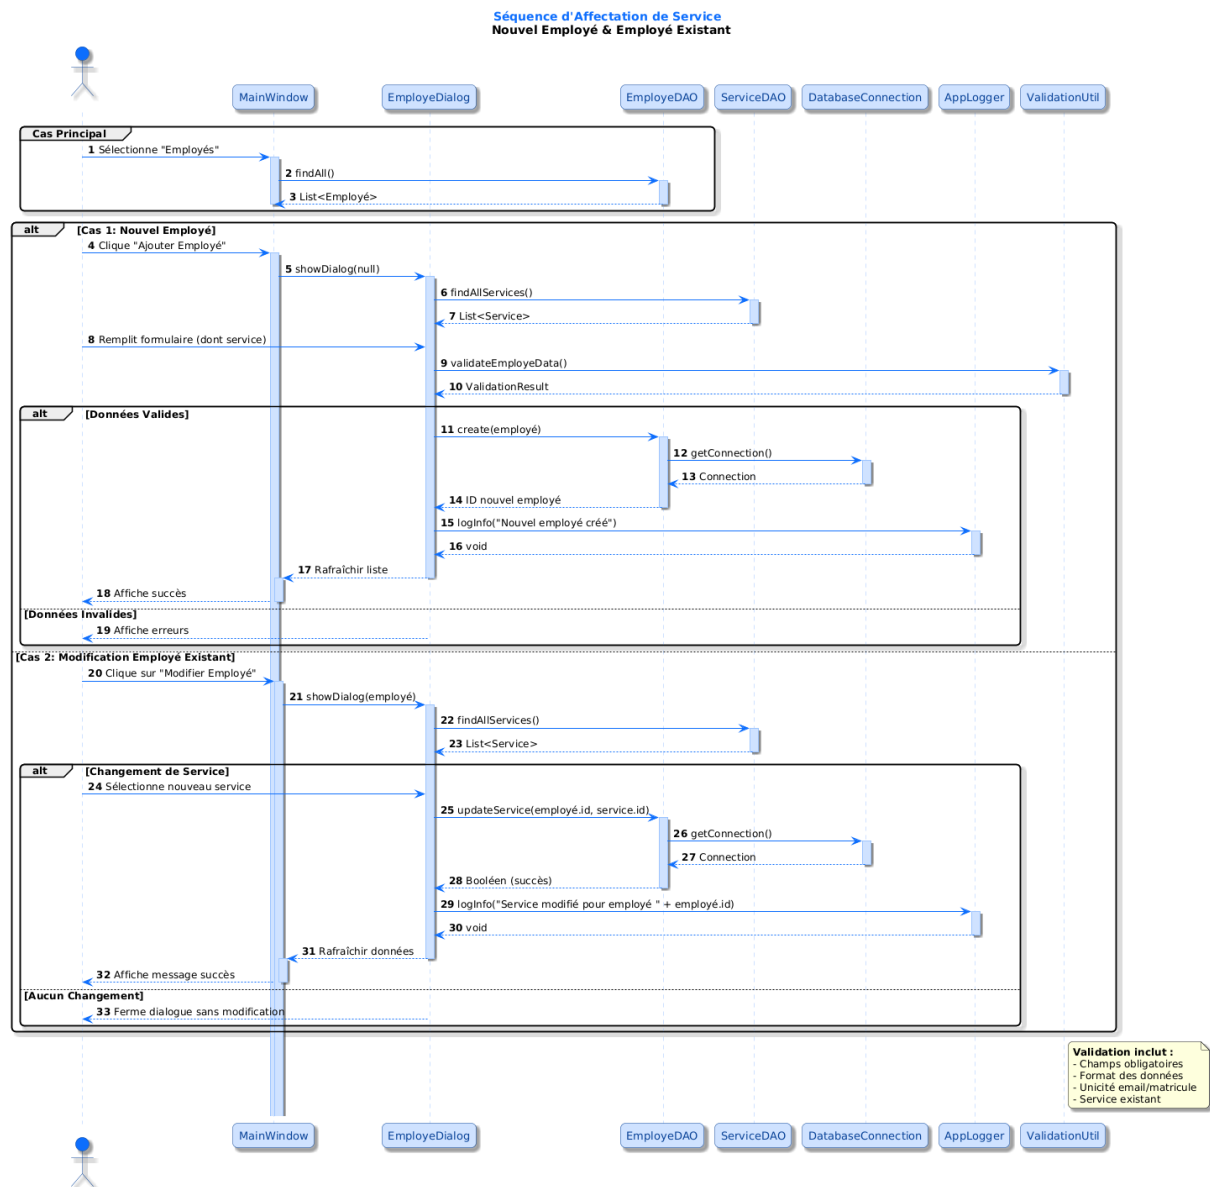 Séquence d'Affectation de Service
Nouvel Employé & Employé Existant
MainWindow
EmployeDialog
EmployeDAO
ServiceDAO
DatabaseConnection
AppLogger
ValidationUtil
Cas Principal
1 Sélectionne "Employés"
2 findAll()
3 List<Employé>
alt [Cas 1: Nouvel Employé]
4 Clique "Ajouter Employé"
5 showDialog(null)
6 findAllServices()
7 List<Service>
8 Remplit formulaire (dont service)
9 validateEmployeData()
10 ValidationResult
alt [Données Valides]
11 create(employé)
12 getConnection()
13 Connection
14 ID nouvel employé
15 logInfo("Nouvel employé créé")
16 void
17 Rafraîchir liste
18 Affiche succès
[Données Invalides]
19 Affiche erreurs
[Cas 2: Modification Employé Existant]
20 Clique sur "Modifier Employé"
21 showDialog(employé)
22 findAllServices()
23 List<Service>
alt [Changement de Service]
24 Sélectionne nouveau service
25 updateService(employé.id, service.id)
26 getConnection()
27 Connection
28 Booléen (succès)
29 logInfo("Service modifié pour employé " + employé.id)
30 void
31 Rafraîchir données
32 Affiche message succès
[Aucun Changement]
33 Ferme dialogue sans modification
Validation inclut :
- Champs obligatoires
- Format des données
- Unicité email/matricule
- Service existant
MainWindow
EmployeDialog
EmployeDAO
ServiceDAO
DatabaseConnection
AppLogger
ValidationUtil